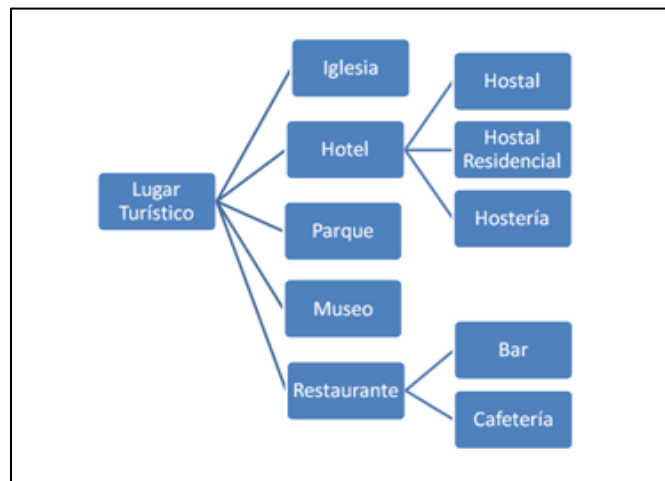 Iglesia
Hostal
Hotel
Hostal
Residencial
Lugar
Turístico
Hostería
Parque
Museo
Bar
Restaurante
Cafetería